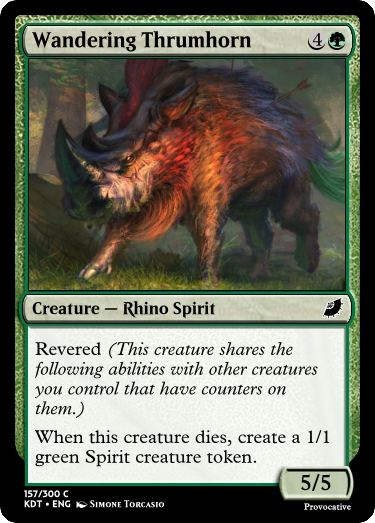 Wandering Thrumhorn 4
Creature — Rhino Spirit
Revered (This creature shares the
following abilities with other creatures
you control that have counters on
them.)
When this creature dies, create a 1/1
green Spirit creature token.
5/5
157/300 C
KDT • ENG Simone Torcasio
Provocative